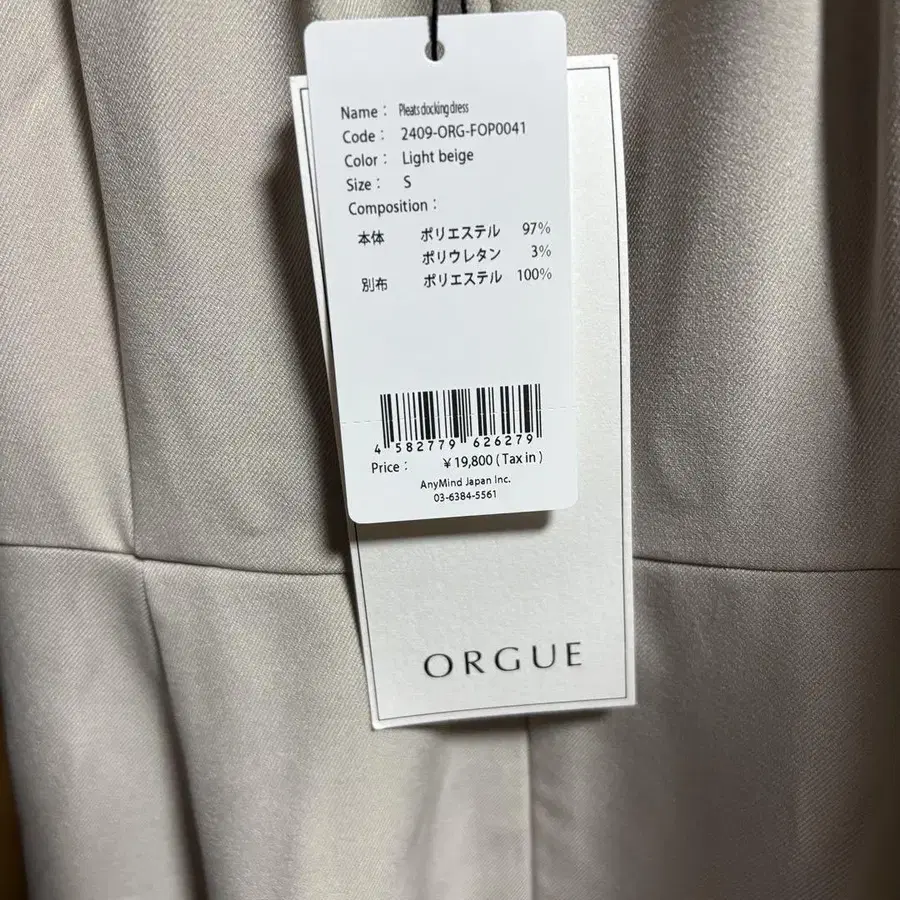 Name： Pleats docking dress
Code： 2409-ORG-FOP0041
Color： Light beige
Size： S
Composition：
本体 ポリエステル 97%
ポリウレタン 3%
別布 ポリエステル 100%
4 582779 626279
Price： ￥19,800 ( Tax in )
AnyMind Japan Inc.
03-6384-5561
ORGUE